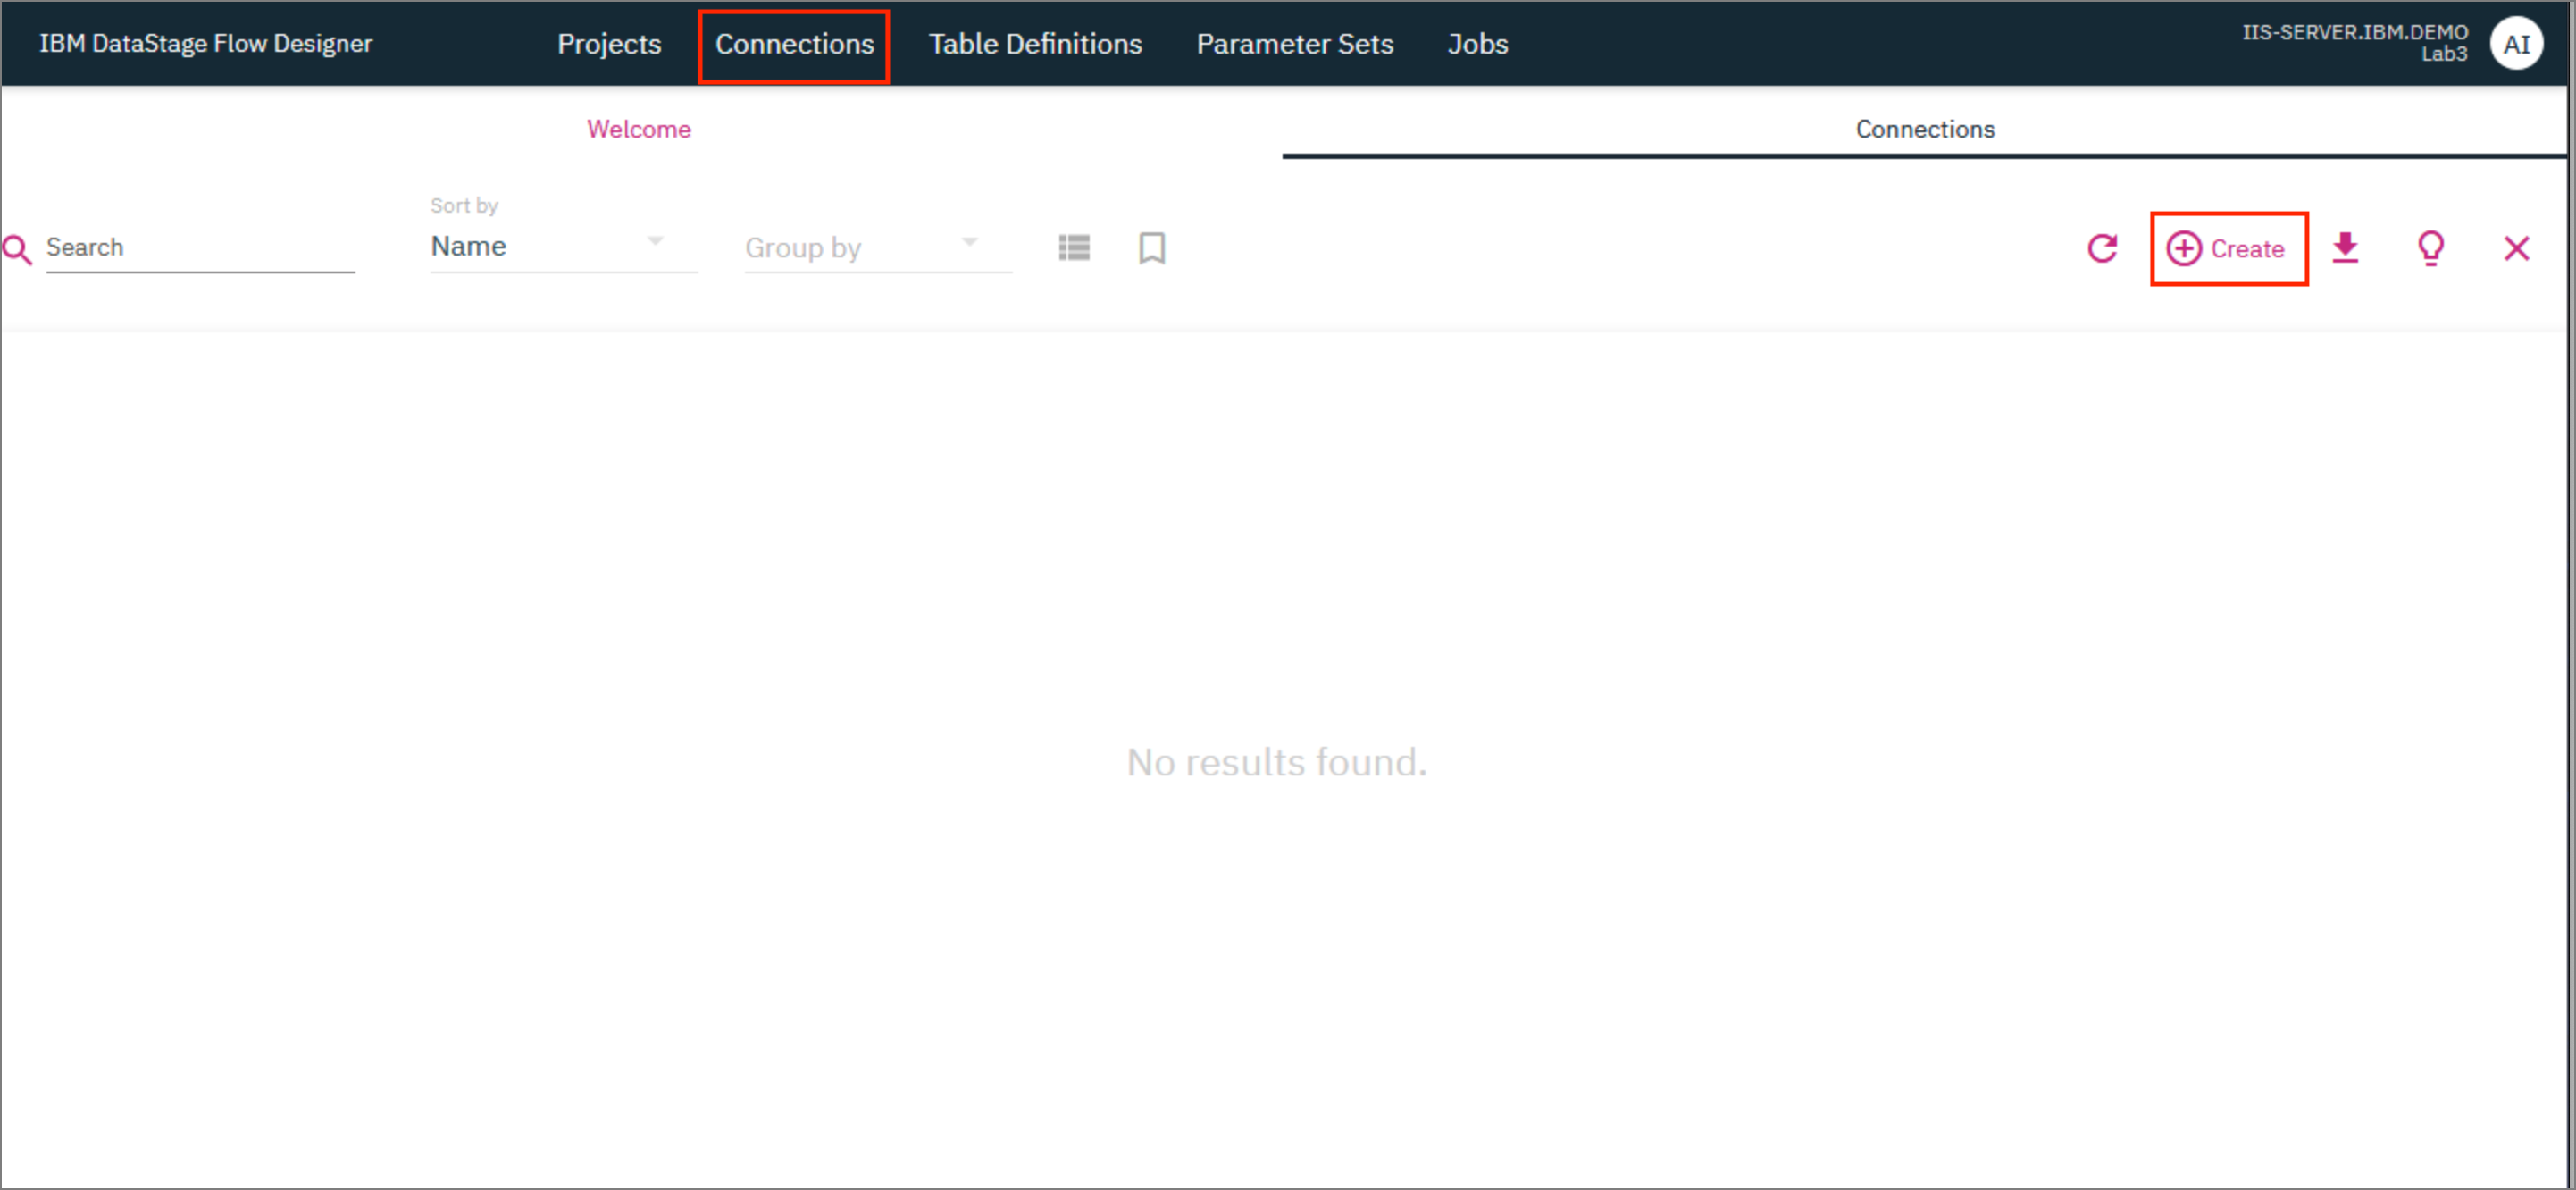 IBM DataStage Flow Designer
Projects
Connections
Table Definitions
Parameter Sets
Jobs
IIS-SERVER.IBM.DEMO
Lab3
AI
Welcome
Connections
Search
Sort by
Name
Group by
Create
No results found.